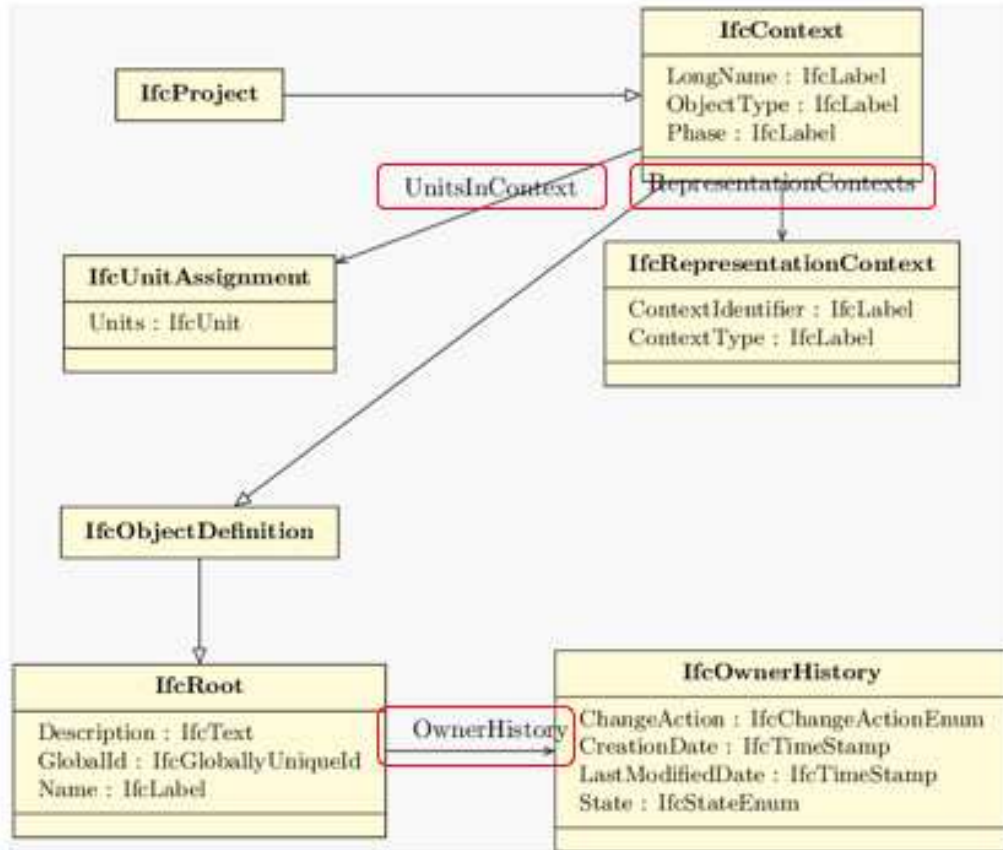 IfcContext
LongName : IfcLabel
ObjectType : IfcLabel
Phase : IfcLabel
IfcProject
UnitsInContext
RepresentationContexts
IfcUnitAssignment
Units : IfcUnit
IfcRepresentationContext
ContextIdentifier : IfcLabel
ContextType : IfcLabel
IfcObjectDefinition
IfcRoot
Description : IfcText
GlobalId : IfcGloballyUniqueId
Name : IfcLabel
OwnerHistory
IfcOwnerHistory
ChangeAction : IfcChangeActionEnum
CreationDate : IfcTimeStamp
LastModifiedDate : IfcTimeStamp
State : IfcStateEnum